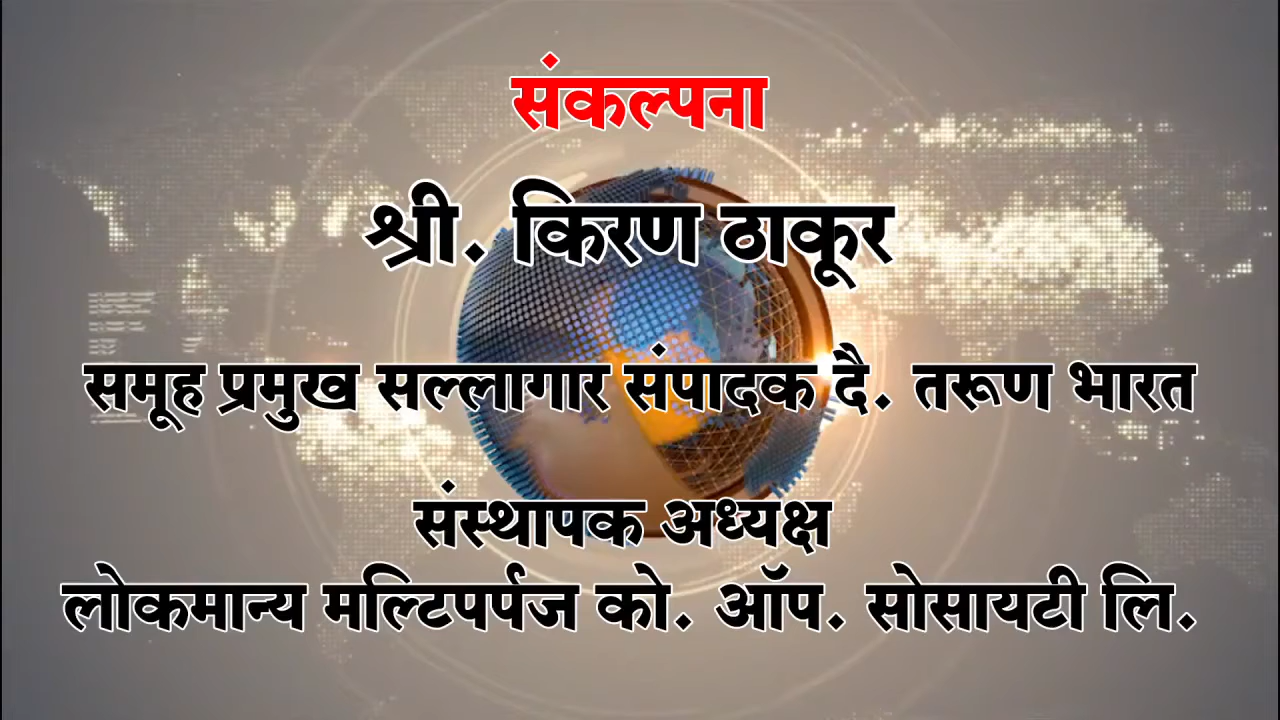 संकल्पना
श्री. किरण ठाकूर
समूह प्रमुख सल्लागार संपादक दै. तरूण भारत
संस्थापक अध्यक्ष
लोकमान्य मल्टिपर्पज को. ऑप. सोसायटी लि.